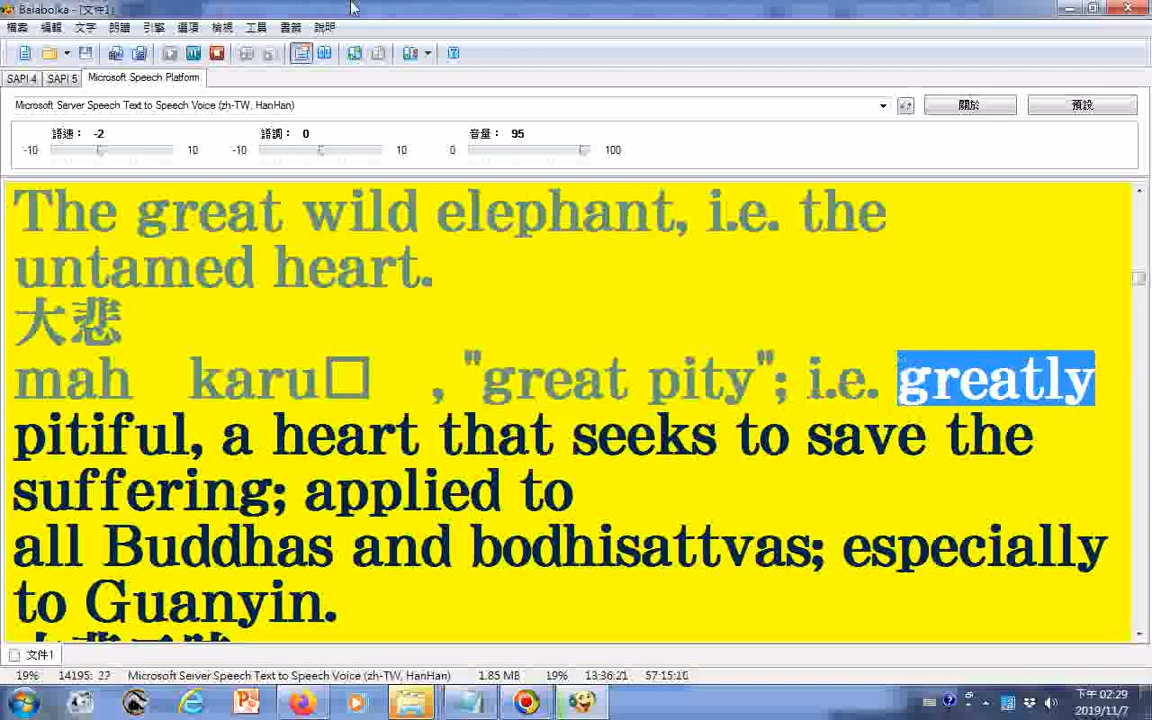 Balabolka - [文件1]
檔案 編輯 文字 朗讀 引擎 選項 檢視 工具 書籤 說明
SAPI 4 SAPI 5 Microsoft Speech Platform
Microsoft Server Speech Text to Speech Voice (zh-TW, HanHan) 關於 預設
語速： -2 語調： 0 音量： 95
-10 10 -10 10 0 100
The great wild elephant, i.e. the
untamed heart.
大悲
mah karu□ , "great pity"; i.e. greatly
pitiful, a heart that seeks to save the
suffering; applied to
all Buddhas and bodhisattvas; especially
to Guanyin.
文件1
19% 14195: 27 Microsoft Server Speech Text to Speech Voice (zh-TW, HanHan) 1.85 MB 19% 13:36:21 57:15:16
下午 02:29
2019/11/7